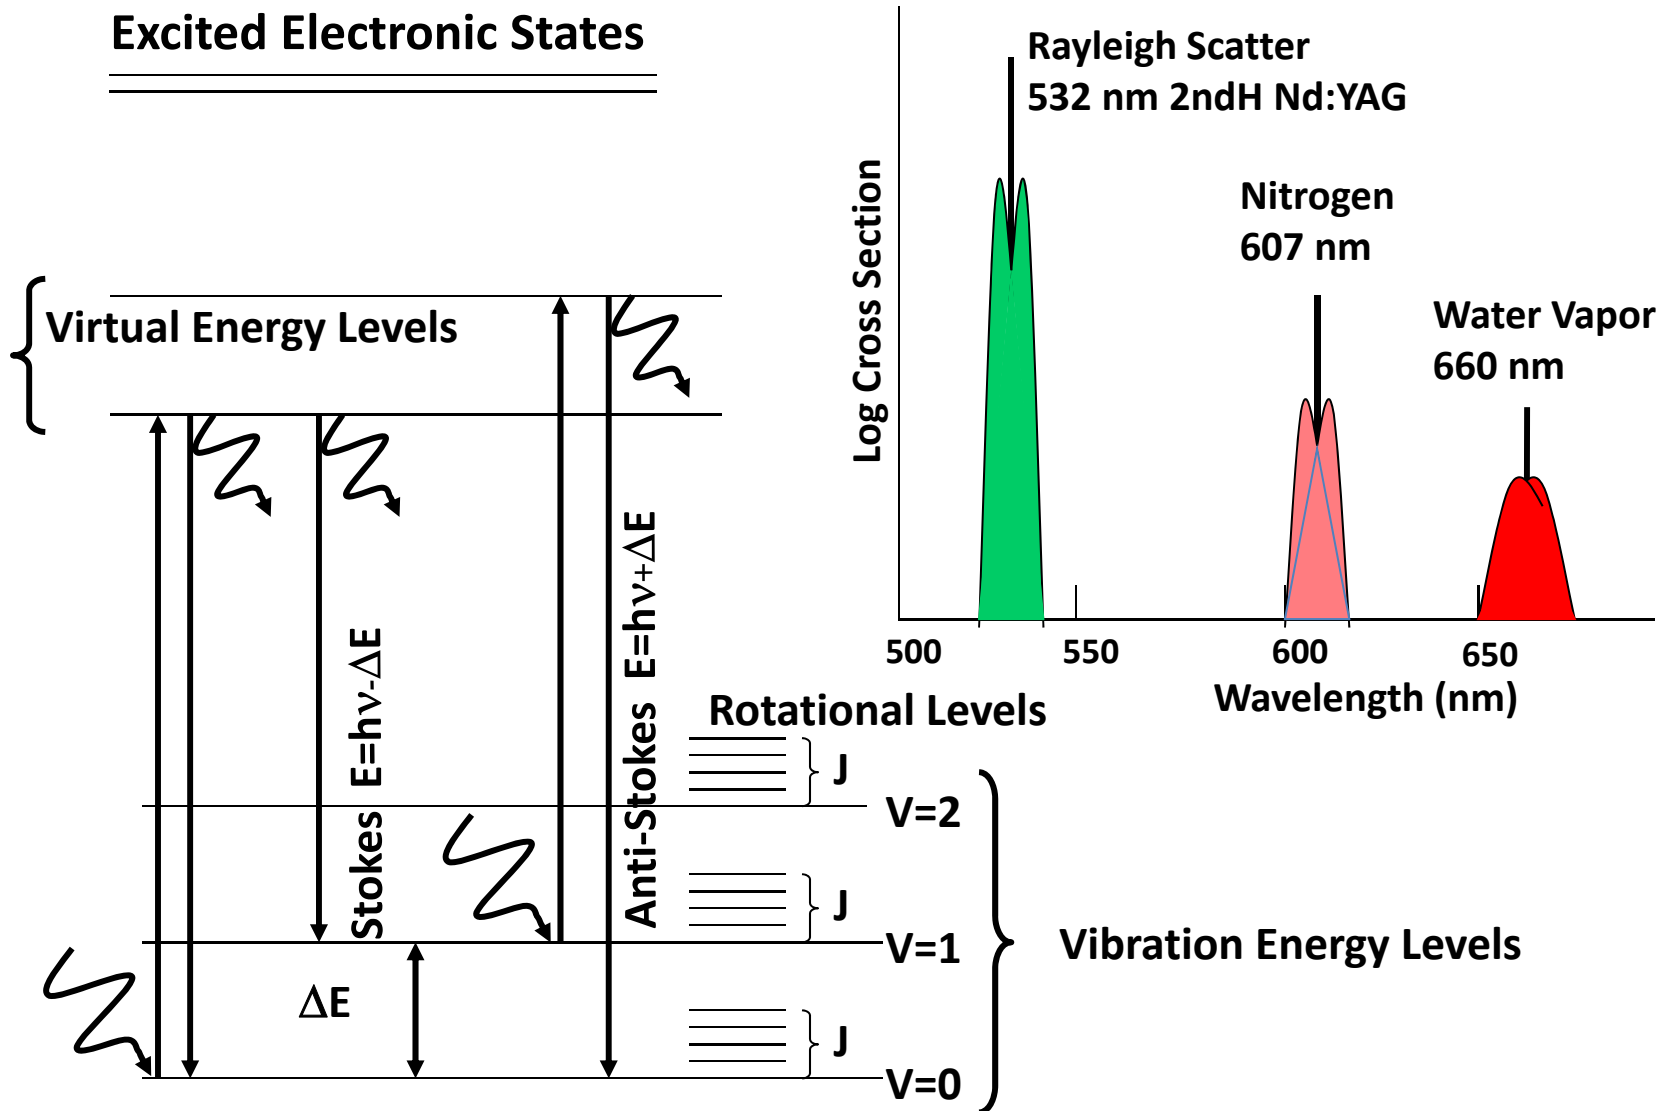 Excited Electronic States
Rayleigh Scatter
532 nm 2ndH Nd:YAG
Nitrogen
607 nm
Water Vapor
660 nm
Log Cross Section
500
550
600
650
Wavelength (nm)
Virtual Energy Levels
Stokes E=hν-ΔE
Anti-Stokes E=hν+ΔE
Rotational Levels
J
V=2
J
V=1
Vibration Energy Levels
ΔE
J
V=0